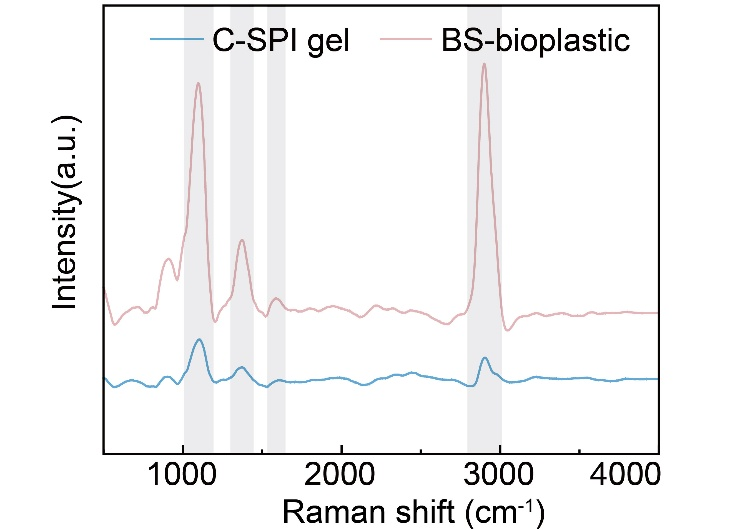 C-SPI gel BS-bioplastic
Intensity(a.u.)
1000 2000 3000 4000
Raman shift (cm⁻¹)